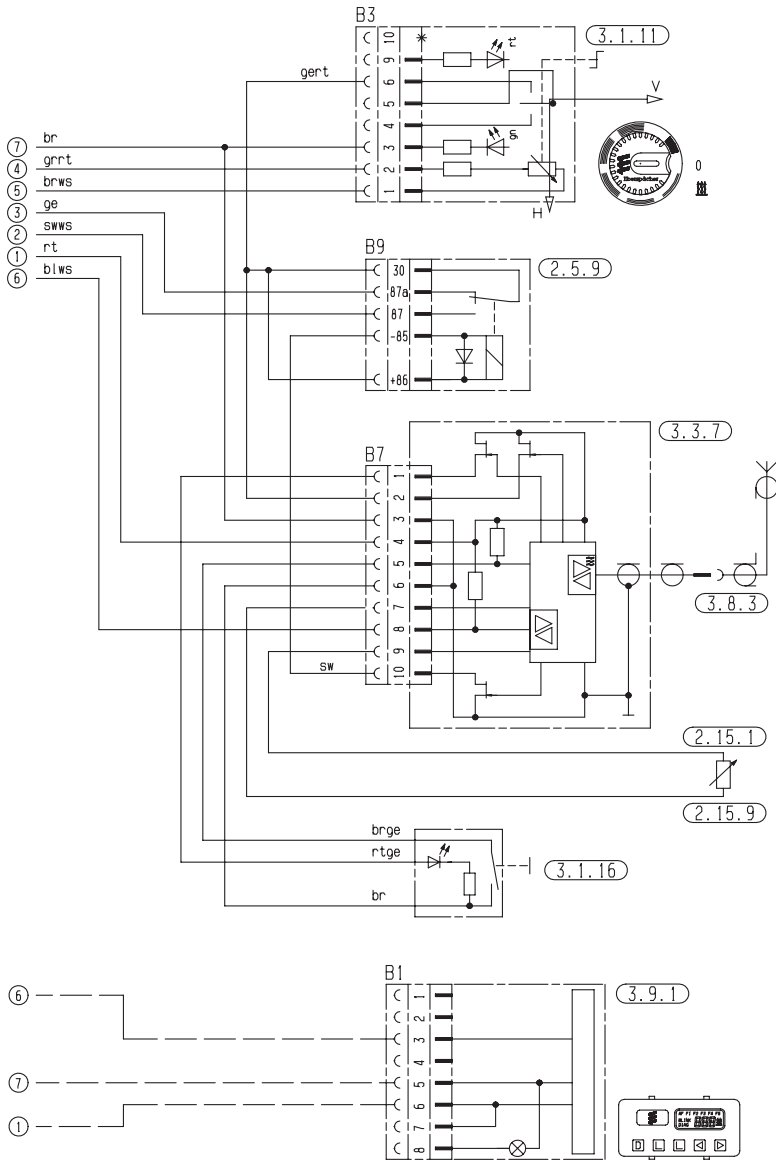 B3
10
9
6
5
4
3
2
1
gert
3.1.11
V
H
0
Eberspächer
7 br
4 grrt
5 brws
3 ge
2 swws
1 rt
6 blws
B9
30
87a
87
-85
+86
2.5.9
B7
1
2
3
4
5
6
7
8
9
10
sw
3.3.7
3.8.3
2.15.1
2.15.9
brge
rtge
br
3.1.16
6
7
1
B1
1
2
3
4
5
6
7
8
3.9.1
D L L